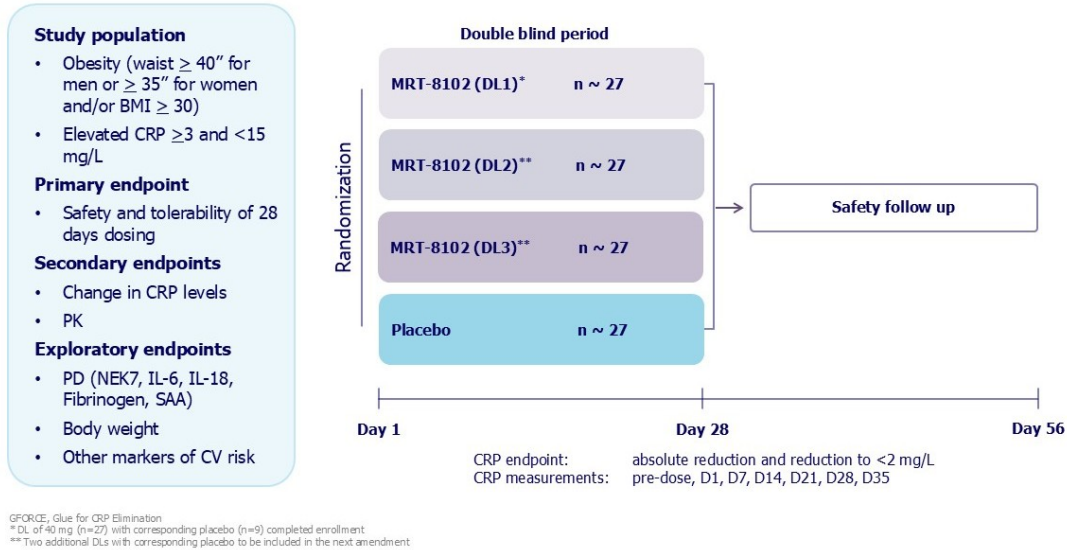 Study population
• Obesity (waist ≥ 40” for
men or ≥ 35” for women
and/or BMI ≥ 30)
• Elevated CRP ≥3 and <15
mg/L
Primary endpoint
• Safety and tolerability of 28
days dosing
Secondary endpoints
• Change in CRP levels
• PK
Exploratory endpoints
• PD (NEK7, IL-6, IL-18,
Fibrinogen, SAA)
• Body weight
• Other markers of CV risk
Double blind period
Randomization
MRT-8102 (DL1)* n ~ 27
MRT-8102 (DL2)** n ~ 27
MRT-8102 (DL3)** n ~ 27
Placebo n ~ 27
Safety follow up
Day 1 Day 28 Day 56
CRP endpoint: absolute reduction and reduction to <2 mg/L
CRP measurements: pre-dose, D1, D7, D14, D21, D28, D35
GFORCE, Glue for CRP Elimination
* DL of 40 mg (n=27) with corresponding placebo (n=9) completed enrollment
** Two additional DLs with corresponding placebo to be included in the next amendment